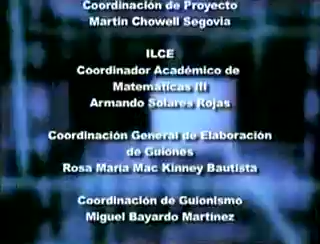 Coordinación de Proyecto
Martín Chowell Segovia
ILCE
Coordinador Académico de
Matemáticas III
Armando Solares Rojas
Coordinación General de Elaboración
de Guiones
Rosa María Mac Kinney Bautista
Coordinación de Guionismo
Miguel Bayardo Martínez